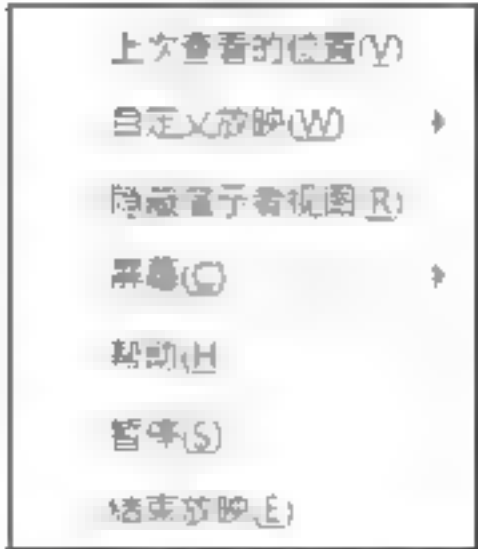 上次查看的位置(V)
自定义放映(W)
隐藏演示者视图(R)
屏幕(C)
帮助(H
暂停(S)
结束放映(E)